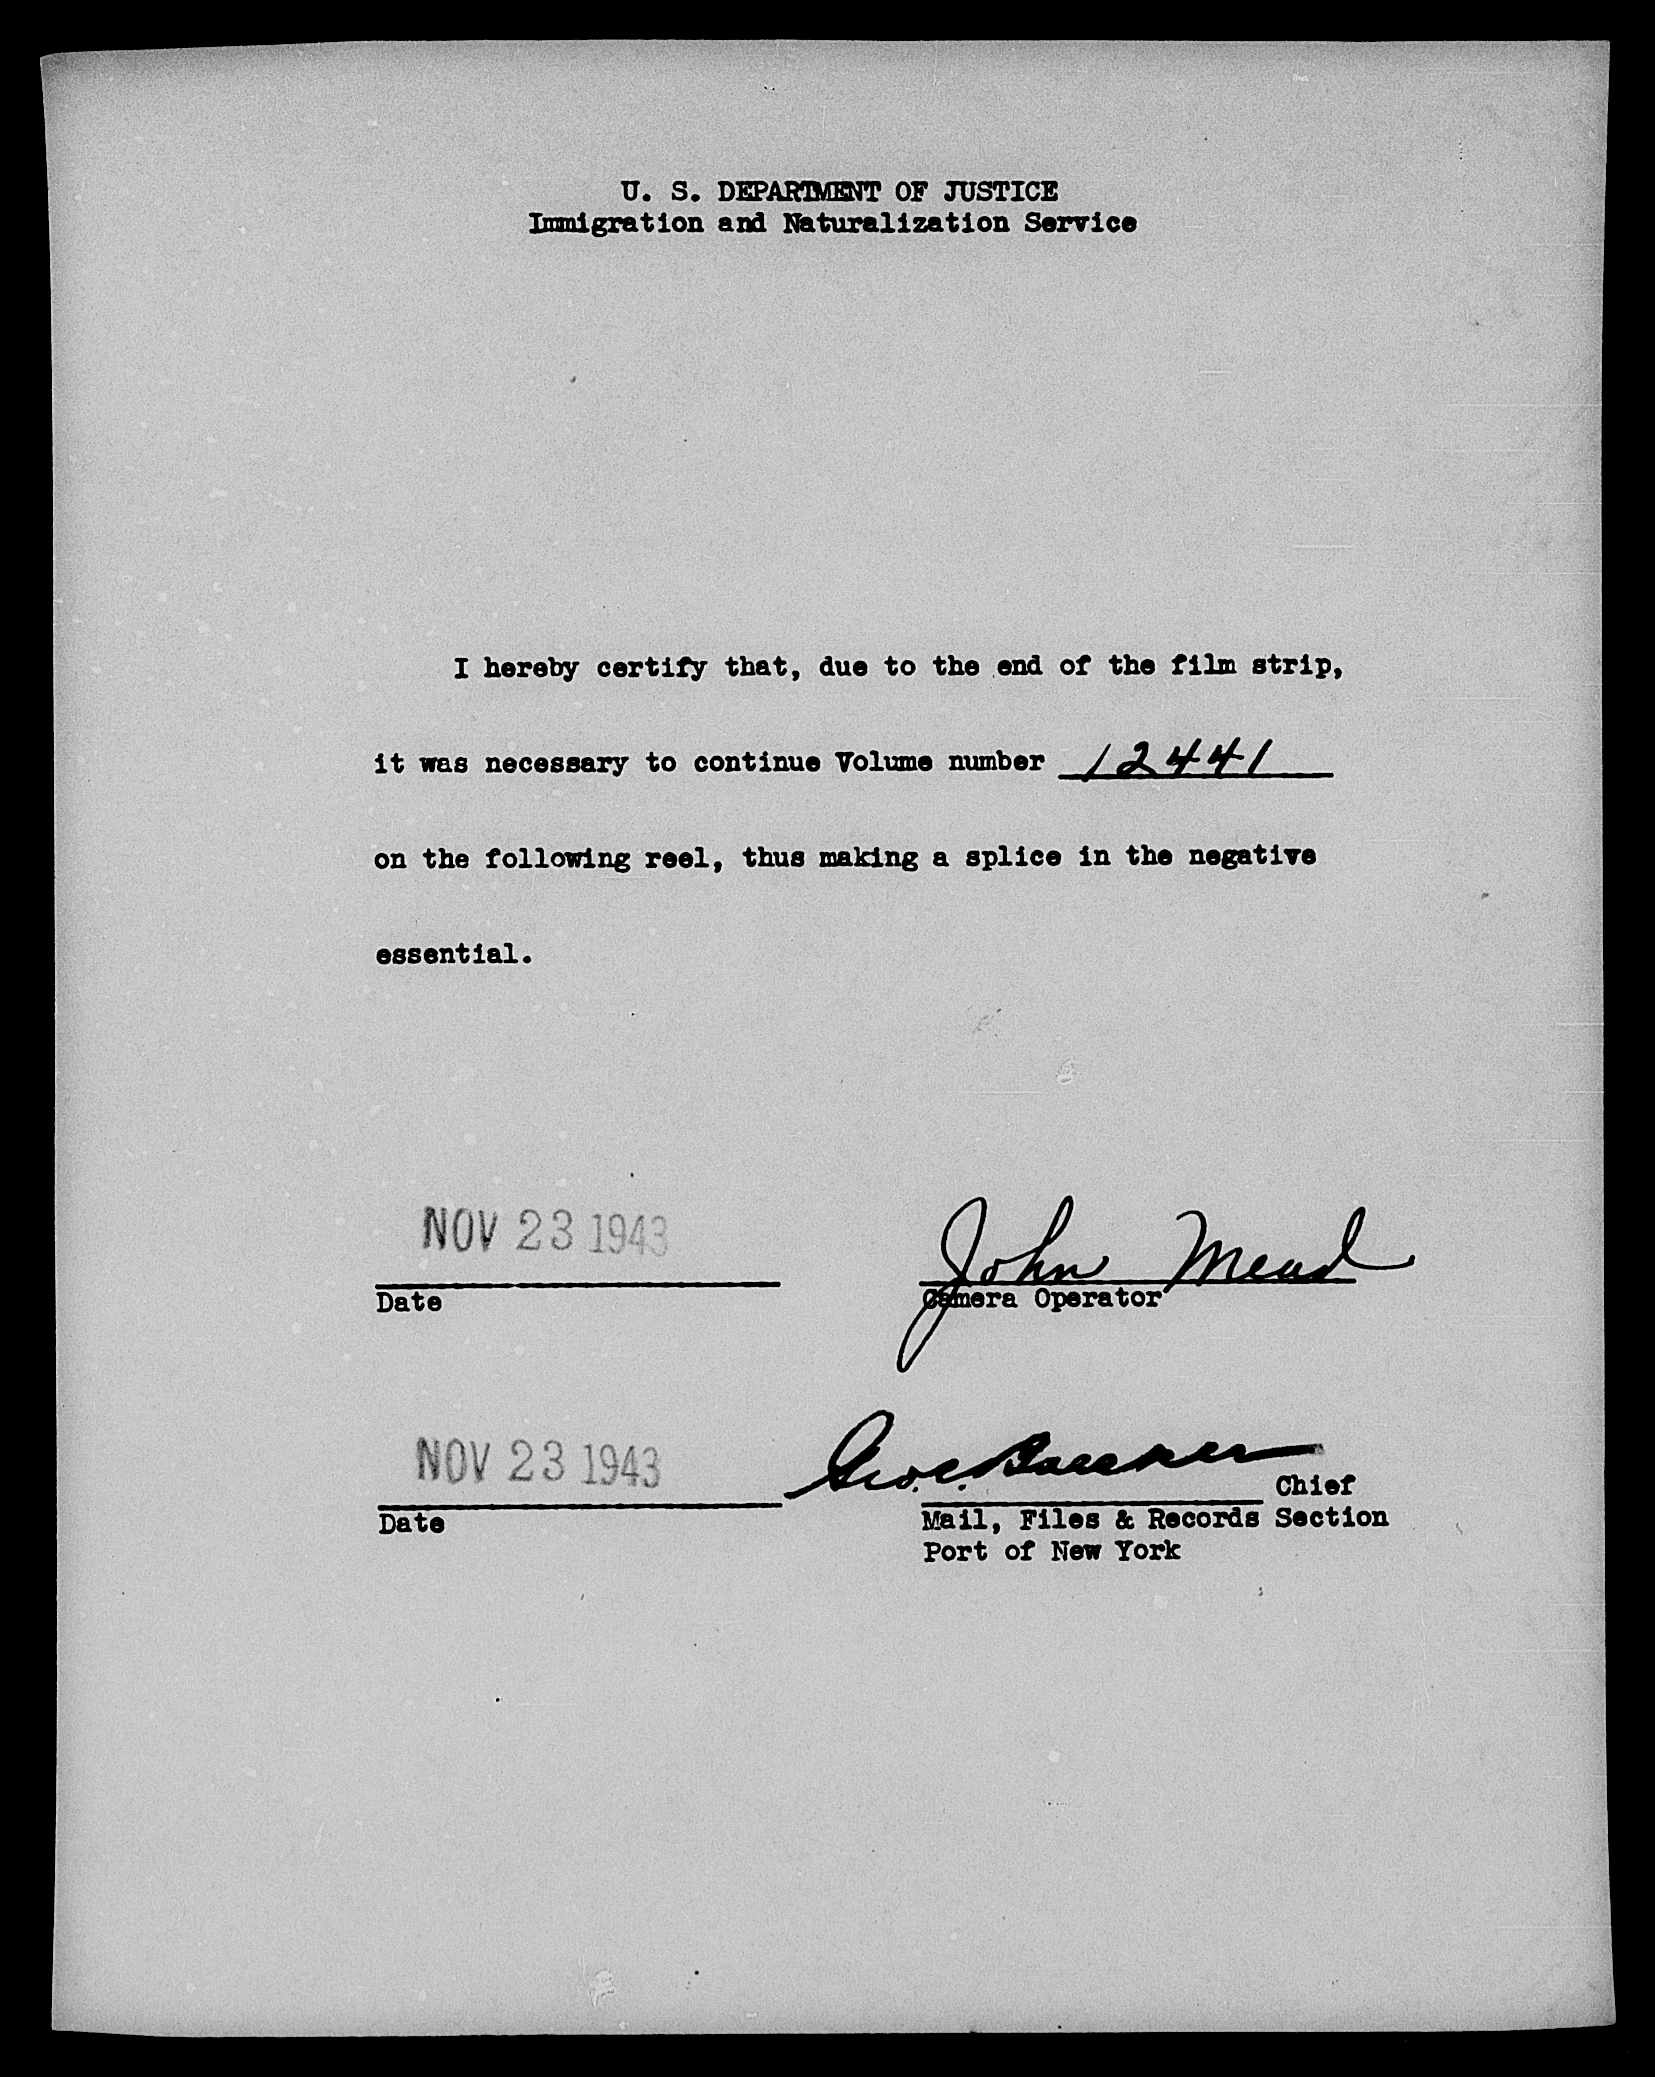 U. S. DEPARTMENT OF JUSTICE
Immigration and Naturalization Service
I hereby certify that, due to the end of the film strip,
it was necessary to continue Volume number 12441
on the following reel, thus making a splice in the negative
essential.
NOV 23 1943
John Mead
Date
Camera Operator
NOV 23 1943
Geo. C.
Chief
Date
Mail, Files & Records Section
Port of New York